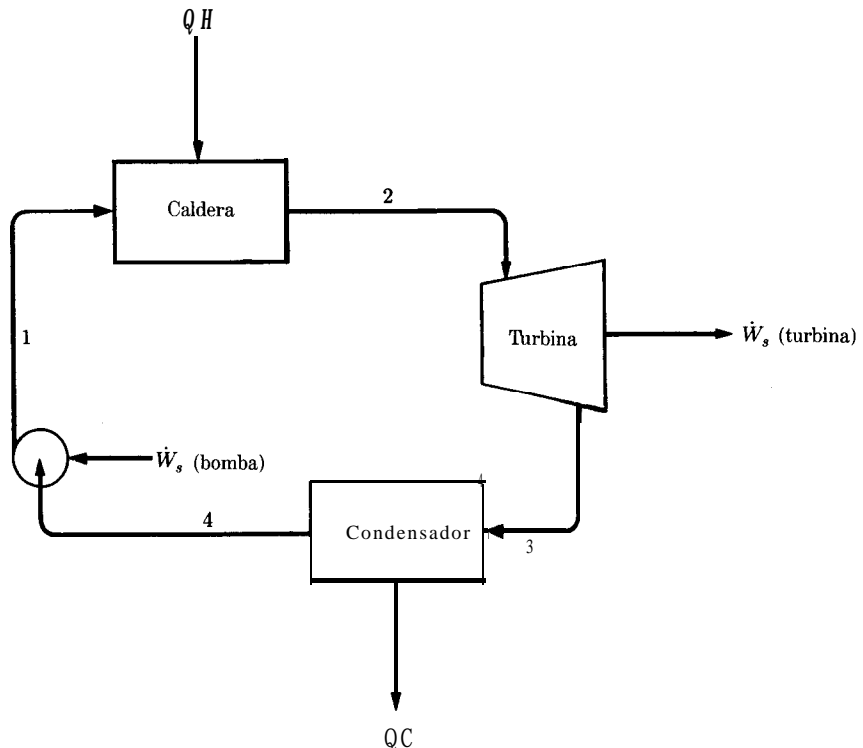 QH
Caldera
2
1
Turbina
Ẇs (turbina)
Ẇs (bomba)
4
Condensador
3
QC